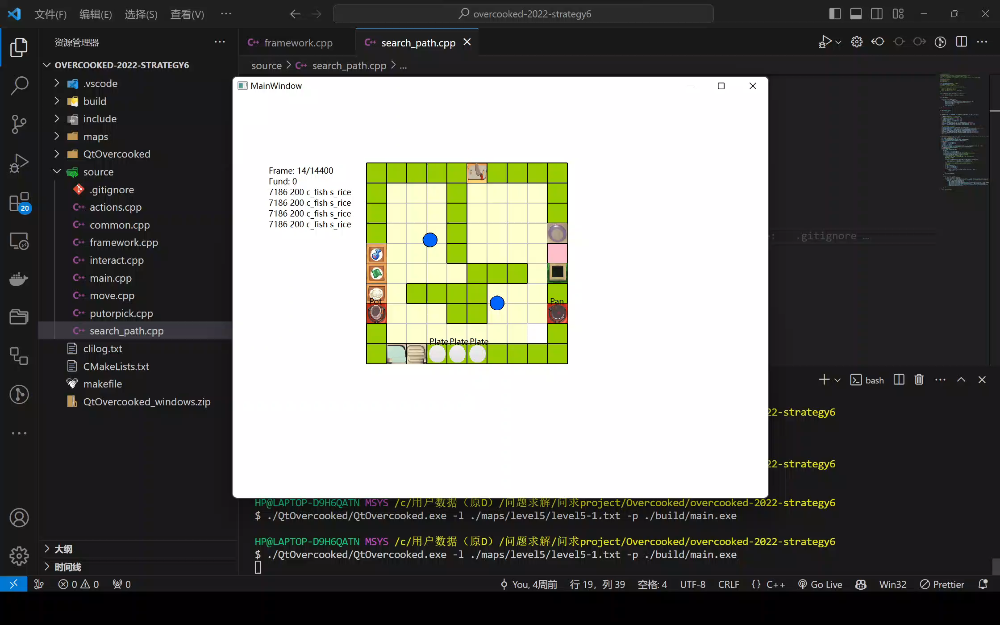 文件(F) 编辑(E) 选择(S) 查看(V) ···
overcooked-2022-strategy6
资源管理器
framework.cpp
search_path.cpp
OVERCOOKED-2022-STRATEGY6
source > search_path.cpp > ...
.vscode
build
include
maps
QtOvercooked
source
.gitignore
actions.cpp
common.cpp
framework.cpp
interact.cpp
main.cpp
move.cpp
putorpick.cpp
search_path.cpp
clilog.txt
CMakeLists.txt
makefile
QtOvercooked_windows.zip
大纲
时间线
20
MainWindow
Frame: 14/14400
Fund: 0
7186 200 c_fish s_rice
7186 200 c_fish s_rice
7186 200 c_fish s_rice
7186 200 c_fish s_rice
Pot
Pan
Plate Plate Plate
: .gitignore ...
bash
22-strategy6
22-strategy6
HP@LAPTOP-D9H6QATN MSYS /c/用户数据（原D）/问题求解/问求project/Overcooked/overcooked-2022-strategy6
$ ./QtOvercooked/QtOvercooked.exe -l ./maps/level5/level5-1.txt -p ./build/main.exe
HP@LAPTOP-D9H6QATN MSYS /c/用户数据（原D）/问题求解/问求project/Overcooked/overcooked-2022-strategy6
$ ./QtOvercooked/QtOvercooked.exe -l ./maps/level5/level5-1.txt -p ./build/main.exe
0 0 0 You, 4周前 行 19，列 39 空格: 4 UTF-8 CRLF {} C++ Go Live Win32 Prettier